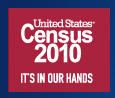 United States®
Census
2010
IT'S IN OUR HANDS